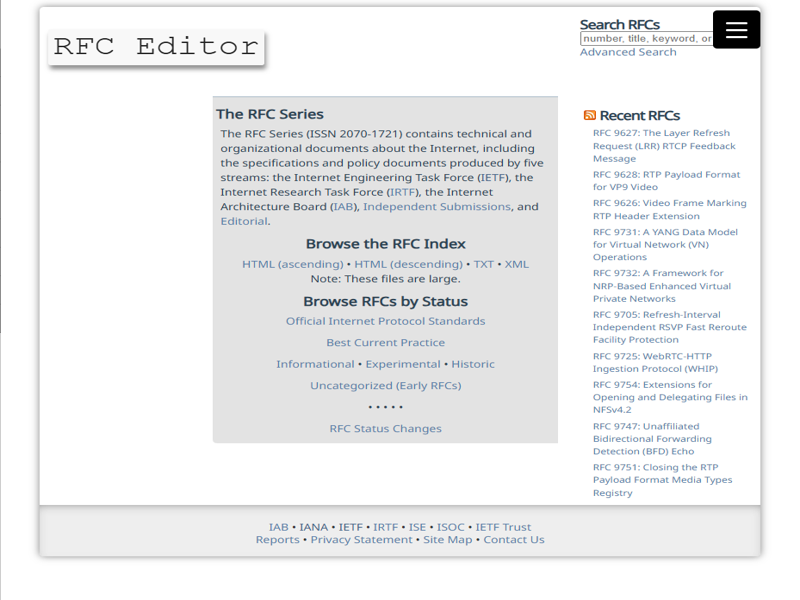 RFC Editor
Search RFCs
number, title, keyword, or
Advanced Search
The RFC Series
The RFC Series (ISSN 2070-1721) contains technical and
organizational documents about the Internet, including
the specifications and policy documents produced by five
streams: the Internet Engineering Task Force (IETF), the
Internet Research Task Force (IRTF), the Internet
Architecture Board (IAB), Independent Submissions, and
Editorial.
Browse the RFC Index
HTML (ascending) • HTML (descending) • TXT • XML
Note: These files are large.
Browse RFCs by Status
Official Internet Protocol Standards
Best Current Practice
Informational • Experimental • Historic
Uncategorized (Early RFCs)
• • • • •
RFC Status Changes
Recent RFCs
RFC 9627: The Layer Refresh
Request (LRR) RTCP Feedback
Message
RFC 9628: RTP Payload Format
for VP9 Video
RFC 9626: Video Frame Marking
RTP Header Extension
RFC 9731: A YANG Data Model
for Virtual Network (VN)
Operations
RFC 9732: A Framework for
NRP-Based Enhanced Virtual
Private Networks
RFC 9705: Refresh-Interval
Independent RSVP Fast Reroute
Facility Protection
RFC 9725: WebRTC-HTTP
Ingestion Protocol (WHIP)
RFC 9754: Extensions for
Opening and Delegating Files in
NFSv4.2
RFC 9747: Unaffiliated
Bidirectional Forwarding
Detection (BFD) Echo
RFC 9751: Closing the RTP
Payload Format Media Types
Registry
IAB • IANA • IETF • IRTF • ISE • ISOC • IETF Trust
Reports • Privacy Statement • Site Map • Contact Us